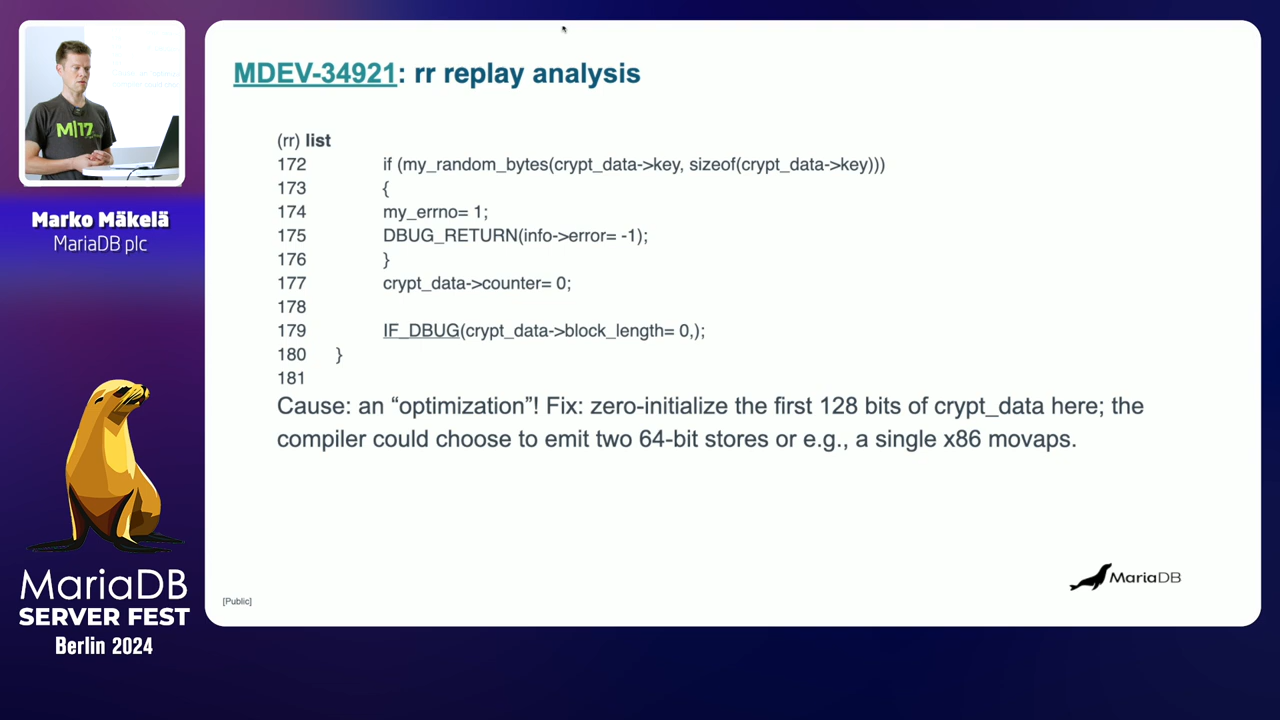 MDEV-34921: rr replay analysis
(rr) list
172 if (my_random_bytes(crypt_data->key, sizeof(crypt_data->key)))
173 {
174 my_errno= 1;
175 DBUG_RETURN(info->error= -1);
176 }
177 crypt_data->counter= 0;
178
179 IF_DBUG(crypt_data->block_length= 0,);
180 }
181
Cause: an “optimization”! Fix: zero-initialize the first 128 bits of crypt_data here; the
compiler could choose to emit two 64-bit stores or e.g., a single x86 movaps.
MariaDB
[Public]
M|17
Marko Mäkelä
MariaDB plc
MariaDB
SERVER FEST
Berlin 2024